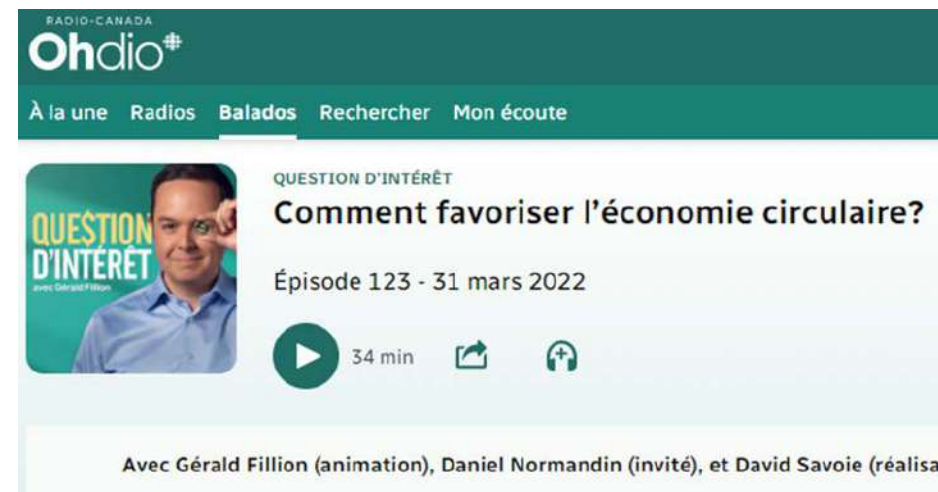 RADIO-CANADA
Ohdio
À la une Radios Balados Rechercher Mon écoute
QUE$TION
D'INTÉRÊT
avec Gérald Fillion
QUESTION D'INTÉRÊT
Comment favoriser l'économie circulaire?
Épisode 123 - 31 mars 2022
34 min
Avec Gérald Fillion (animation), Daniel Normandin (invité), et David Savoie (réalisa